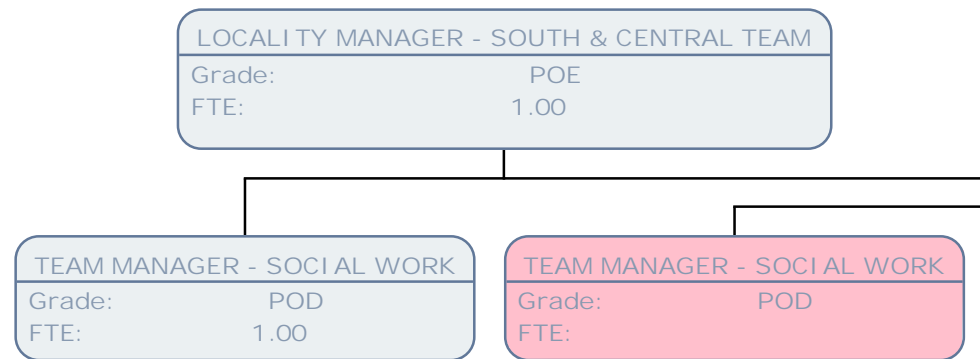 LOCALITY MANAGER - SOUTH & CENTRAL TEAM
Grade: POE
FTE: 1.00
TEAM MANAGER - SOCIAL WORK
Grade: POD
FTE: 1.00
TEAM MANAGER - SOCIAL WORK
Grade: POD
FTE: